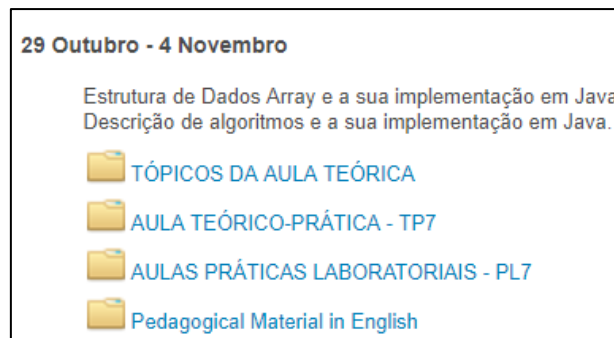 29 Outubro - 4 Novembro
Estrutura de Dados Array e a sua implementação em Java
Descrição de algoritmos e a sua implementação em Java.
TÓPICOS DA AULA TEÓRICA
AULA TEÓRICO-PRÁTICA - TP7
AULAS PRÁTICAS LABORATORIAIS - PL7
Pedagogical Material in English